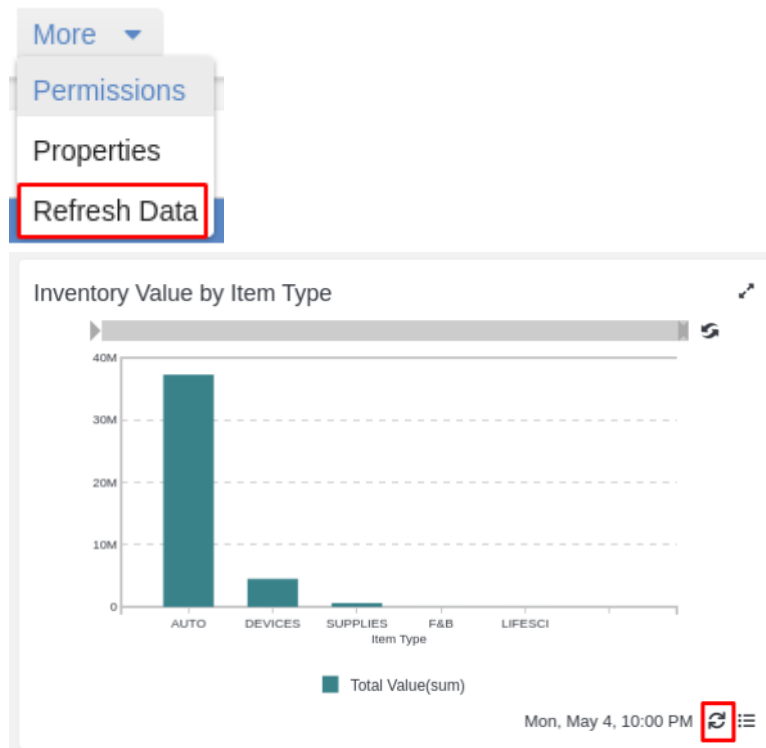 More
Permissions
Properties
Refresh Data
Inventory Value by Item Type
40M
30M
20M
10M
0
AUTO DEVICES SUPPLIES F&B LIFESCI
Item Type
Total Value(sum)
Mon, May 4, 10:00 PM